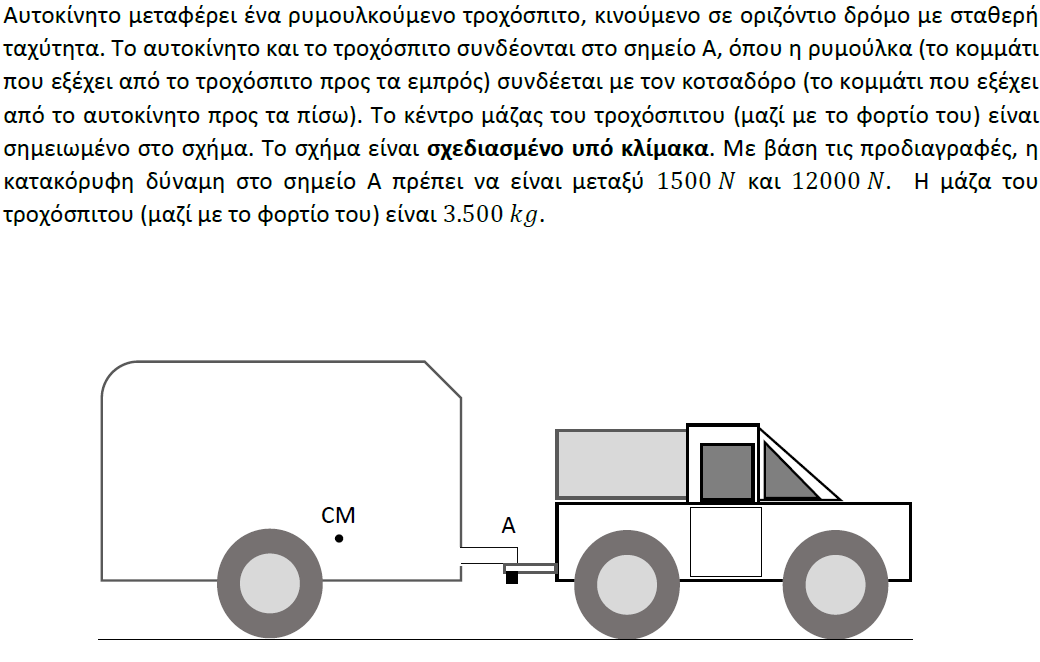 Αυτοκίνητο μεταφέρει ένα ρυμουλκούμενο τροχόσπιτο, κινούμενο σε οριζόντιο δρόμο με σταθερή
ταχύτητα. Το αυτοκίνητο και το τροχόσπιτο συνδέονται στο σημείο Α, όπου η ρυμούλκα (το κομμάτι
που εξέχει από το τροχόσπιτο προς τα εμπρός) συνδέεται με τον κοτσαδόρο (το κομμάτι που εξέχει
από το αυτοκίνητο προς τα πίσω). Το κέντρο μάζας του τροχόσπιτου (μαζί με το φορτίο του) είναι
σημειωμένο στο σχήμα. Το σχήμα είναι σχεδιασμένο υπό κλίμακα. Με βάση τις προδιαγραφές, η
κατακόρυφη δύναμη στο σημείο Α πρέπει να είναι μεταξύ 1500 N και 12000 N. Η μάζα του
τροχόσπιτου (μαζί με το φορτίο του) είναι 3.500 kg.
CM
A